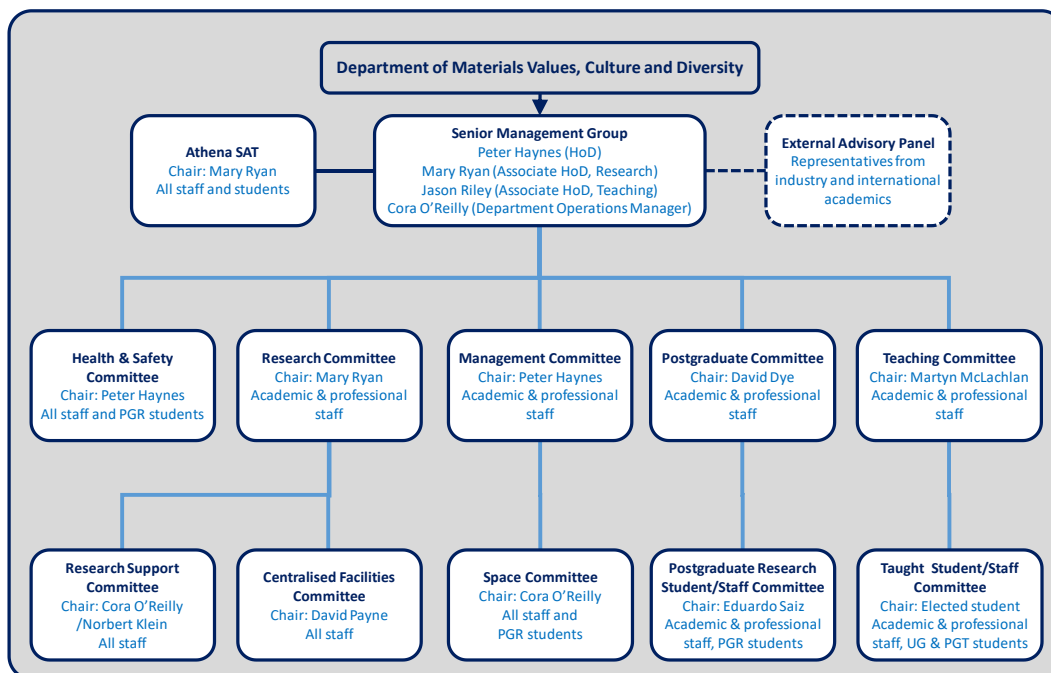 Department of Materials Values, Culture and Diversity
Athena SAT
Chair: Mary Ryan
All staff and students
Senior Management Group
Peter Haynes (HoD)
Mary Ryan (Associate HoD, Research)
Jason Riley (Associate HoD, Teaching)
Cora O'Reilly (Department Operations Manager)
External Advisory Panel
Representatives from
industry and international
academics
Health & Safety
Committee
Chair: Peter Haynes
All staff and PGR students
Research Committee
Chair: Mary Ryan
Academic & professional
staff
Management Committee
Chair: Peter Haynes
Academic & professional
staff
Postgraduate Committee
Chair: David Dye
Academic & professional
staff
Teaching Committee
Chair: Martyn McLachlan
Academic & professional
staff
Research Support
Committee
Chair: Cora O'Reilly
/Norbert Klein
All staff
Centralised Facilities
Committee
Chair: David Payne
All staff
Space Committee
Chair: Cora O'Reilly
All staff and
PGR students
Postgraduate Research
Student/Staff Committee
Chair: Eduardo Saiz
Academic & professional
staff, PGR students
Taught Student/Staff
Committee
Chair: Elected student
Academic & professional
staff, UG & PGT students